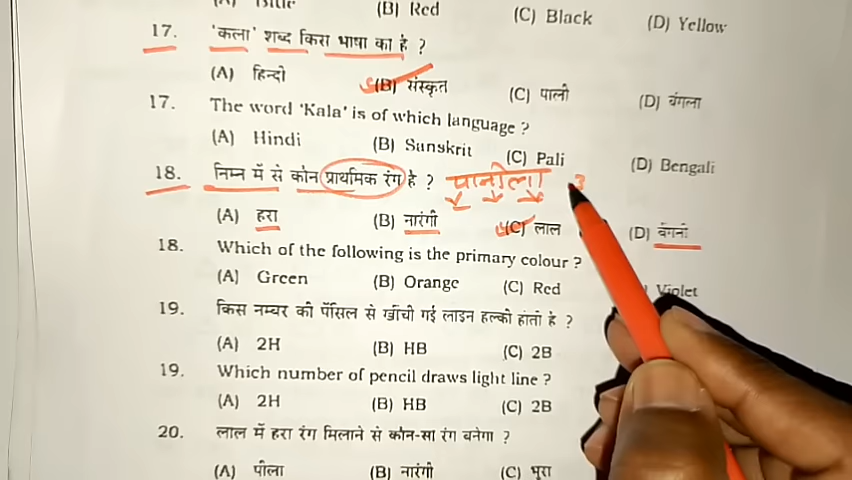 (B) Red (C) Black (D) Yellow
17. 'कला' शब्द किस भाषा का है ?
(A) हिन्दी (B) संस्कृत (C) पाली (D) बंगला
17. The word 'Kala' is of which language ?
(A) Hindi (B) Sanskrit (C) Pali (D) Bengali
18. निम्न में से कौन प्राथमिक रंग है ?
(A) हरा (B) नारंगी (C) लाल (D) बैंगनी
18. Which of the following is the primary colour ?
(A) Green (B) Orange (C) Red Violet
19. किस नम्बर की पेंसिल से खींची गई लाइन हल्की होती है ?
(A) 2H (B) HB (C) 2B
19. Which number of pencil draws light line ?
(A) 2H (B) HB (C) 2B
20. लाल में हरा रंग मिलाने से कौन-सा रंग बनेगा ?
(A) पीला (B) नारंगी (C) भूरा